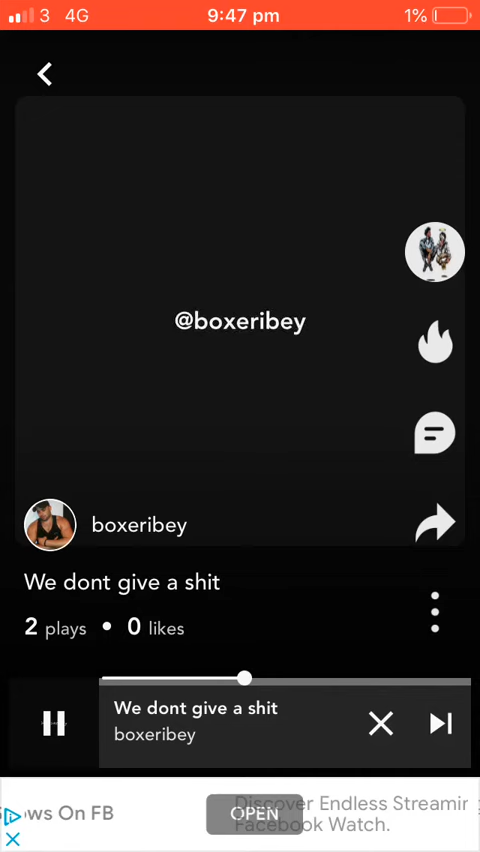 3 4G 9:47 pm 1%
@boxeribey
boxeribey
We dont give a shit
2 plays • 0 likes
We dont give a shit
boxeribey
ws On FB
OPEN
Discover Endless Streamin
Facebook Watch.